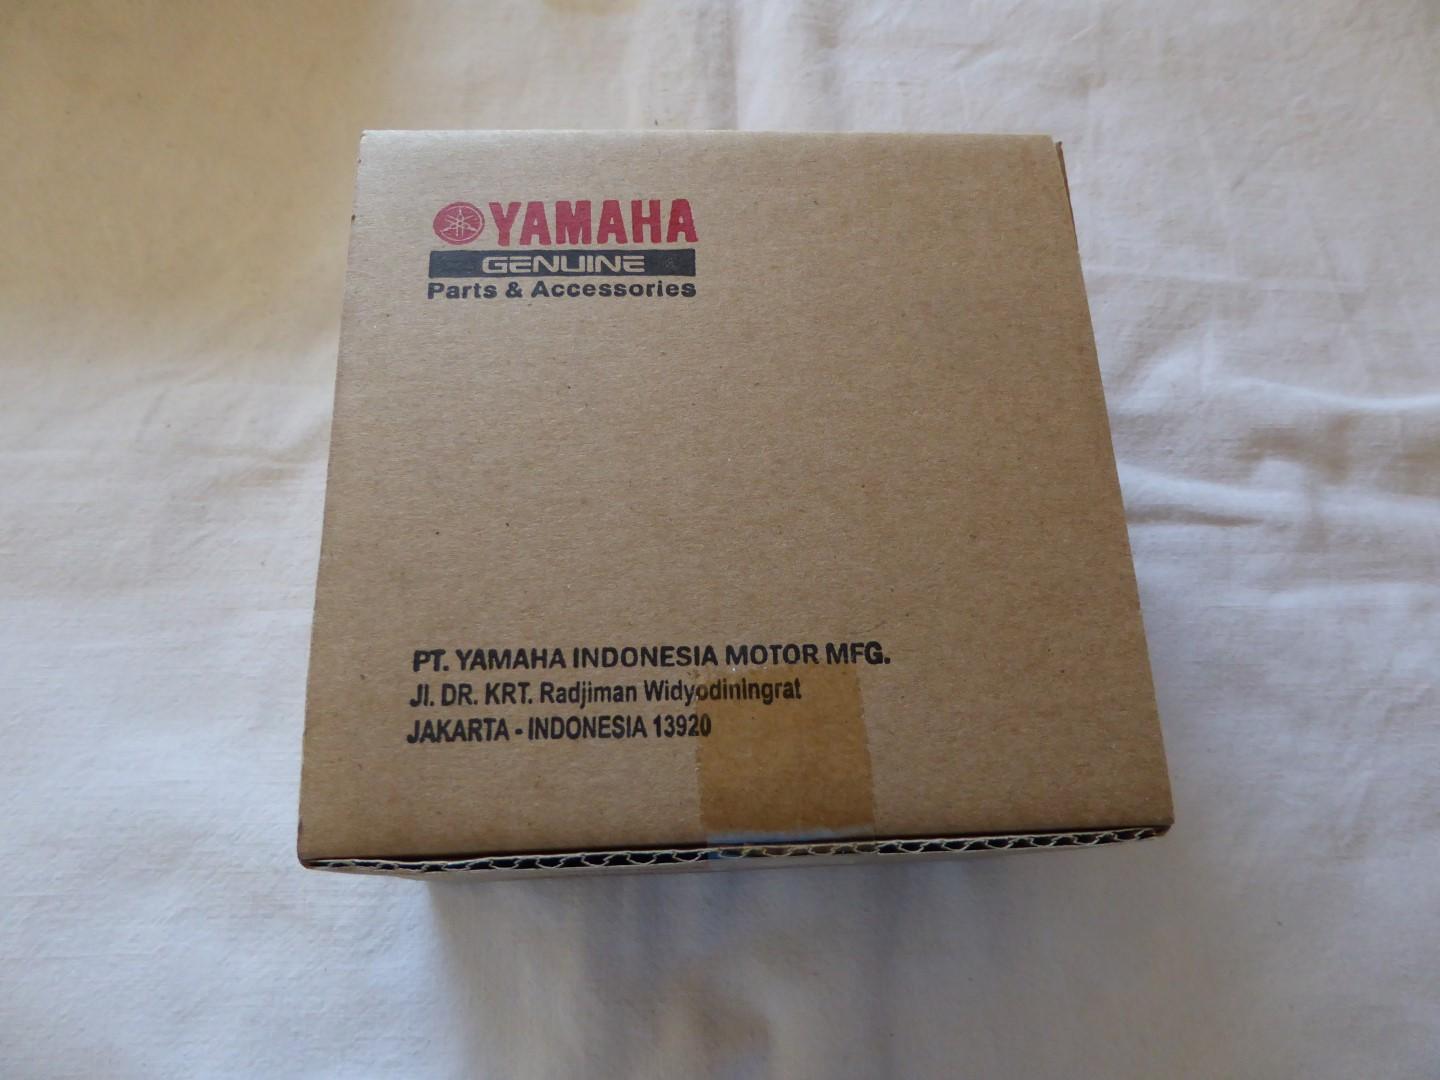 YAMAHA
GENUINE
Parts & Accessories
PT. YAMAHA INDONESIA MOTOR MFG.
Jl. DR. KRT. Radjiman Widyodiningrat
JAKARTA - INDONESIA 13920